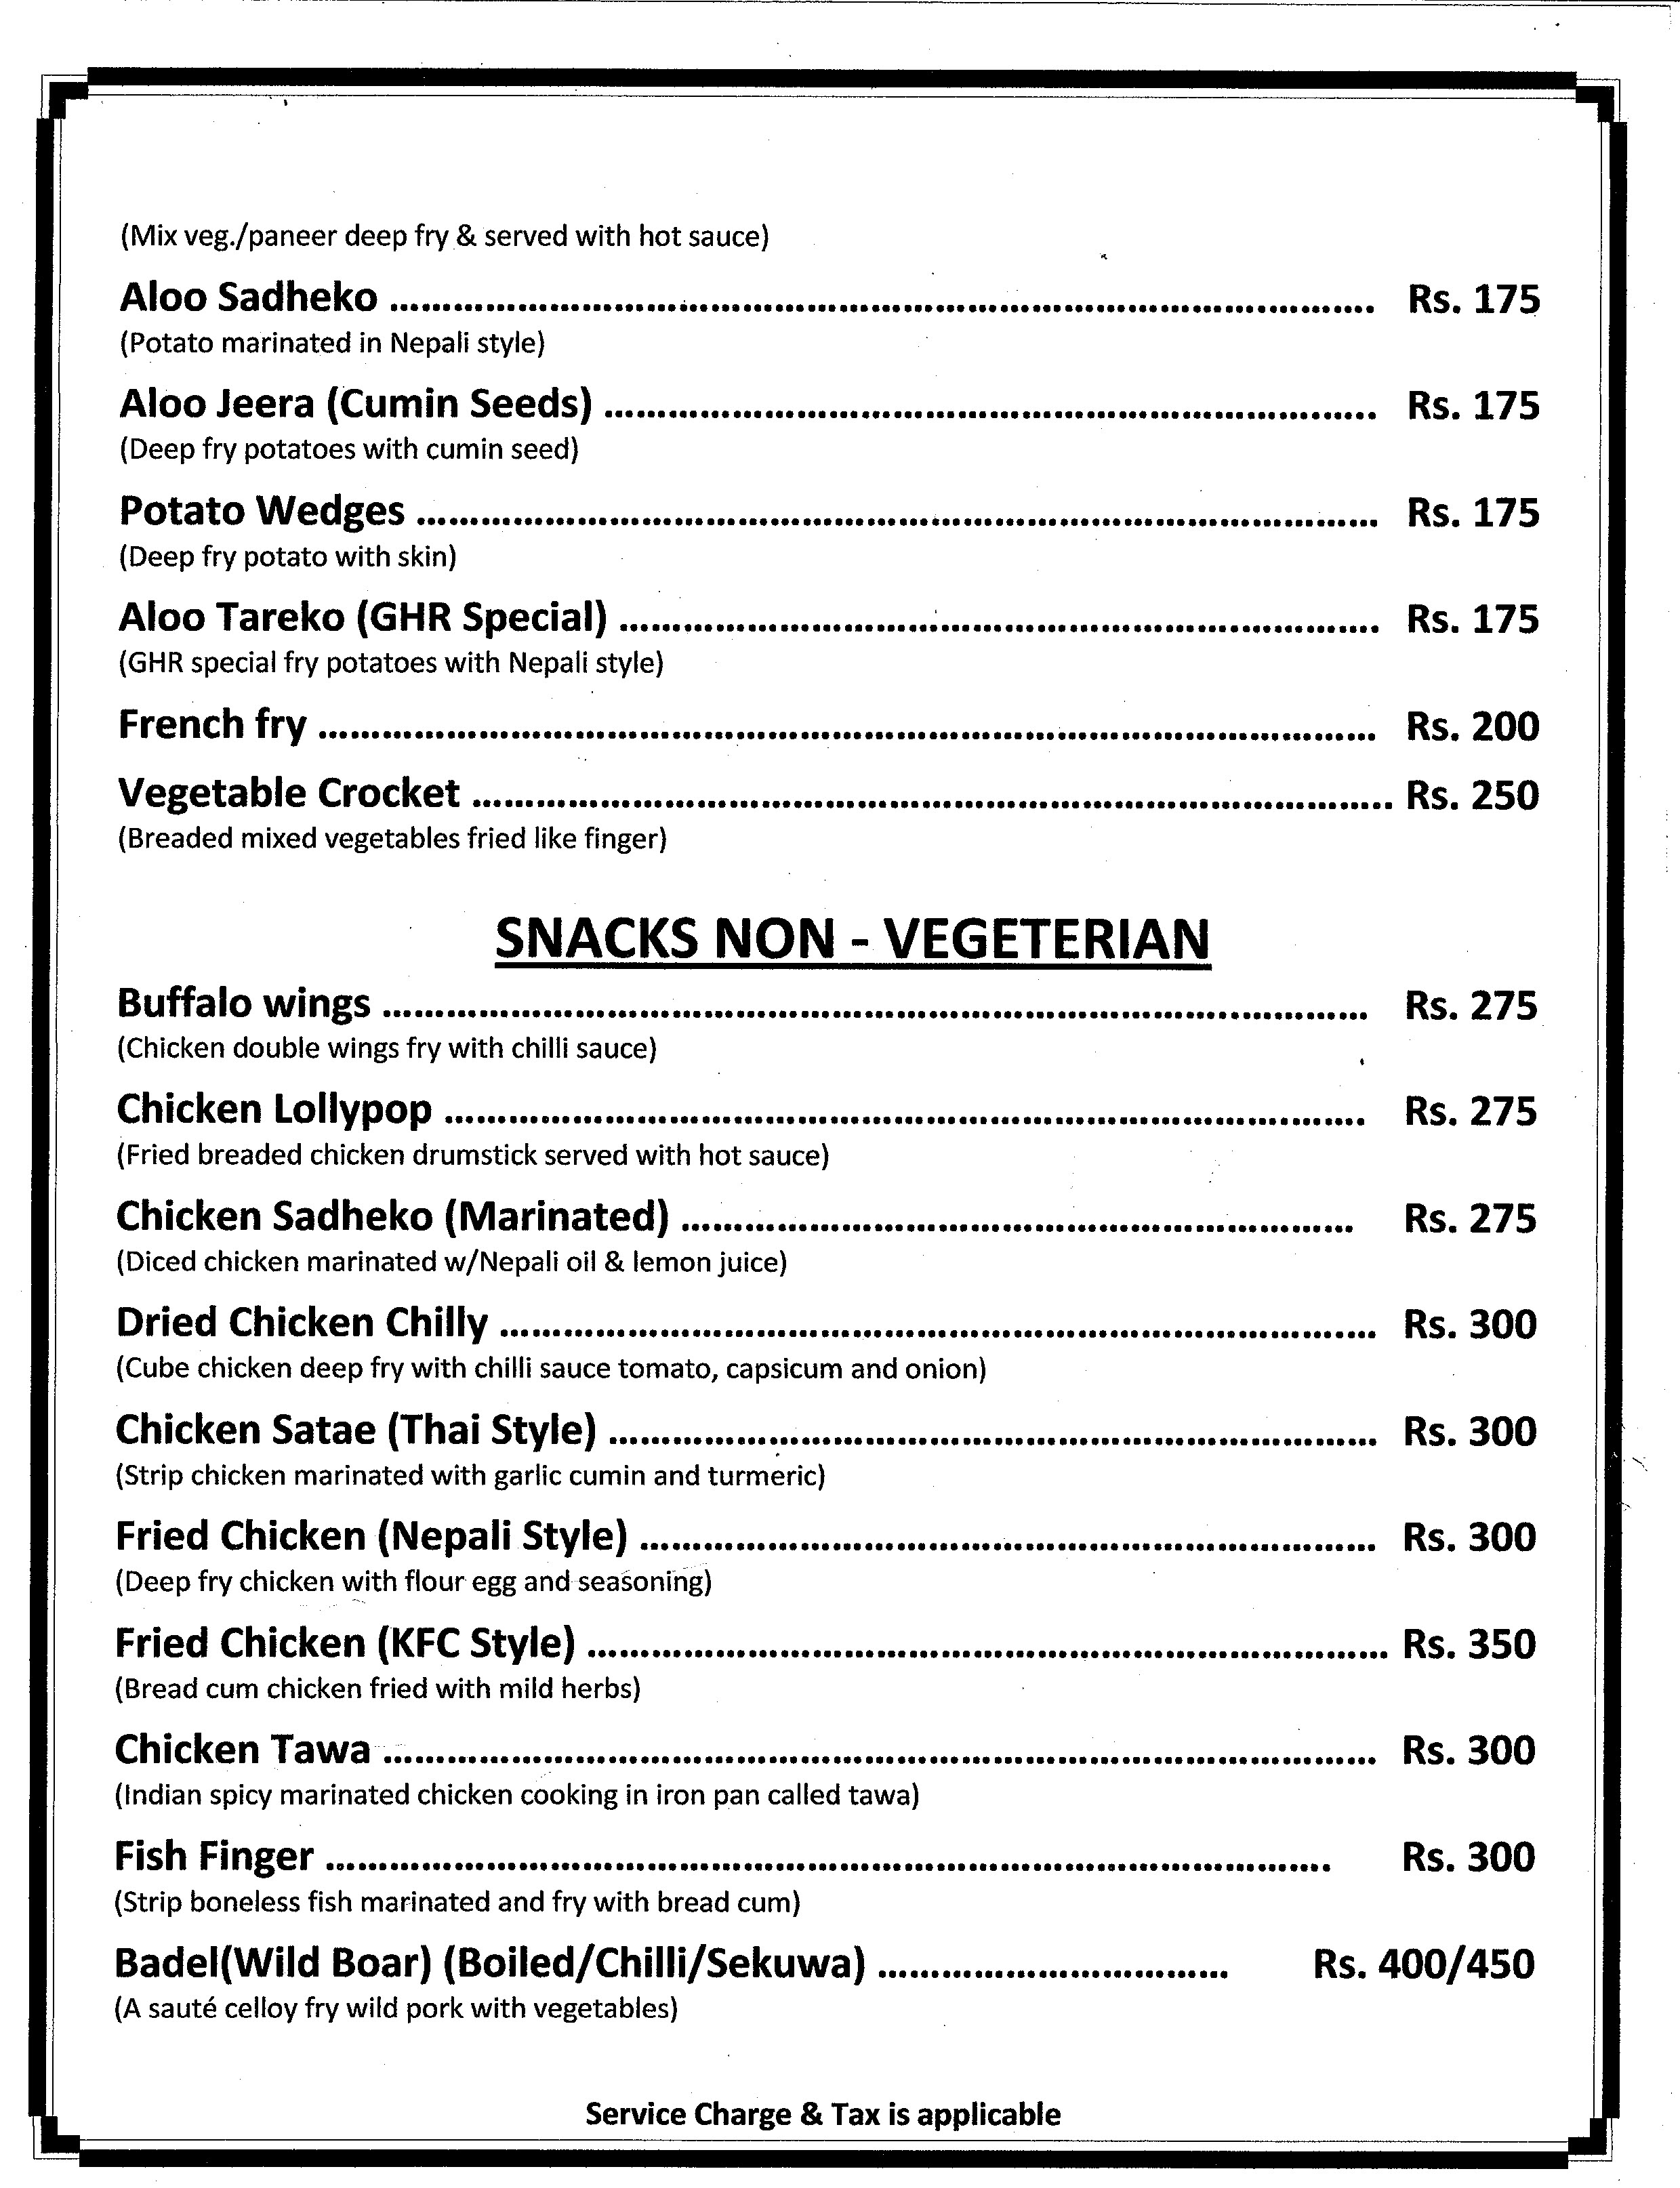 (Mix veg./paneer deep fry & served with hot sauce)
Aloo Sadheko ........................................ Rs. 175
(Potato marinated in Nepali style)
Aloo Jeera (Cumin Seeds) ........................................ Rs. 175
(Deep fry potatoes with cumin seed)
Potato Wedges ........................................ Rs. 175
(Deep fry potato with skin)
Aloo Tareko (GHR Special) ........................................ Rs. 175
(GHR special fry potatoes with Nepali style)
French fry ........................................ Rs. 200
Vegetable Crocket ........................................ Rs. 250
(Breaded mixed vegetables fried like finger)
SNACKS NON - VEGETERIAN
Buffalo wings ........................................ Rs. 275
(Chicken double wings fry with chilli sauce)
Chicken Lollypop ........................................ Rs. 275
(Fried breaded chicken drumstick served with hot sauce)
Chicken Sadheko (Marinated) ........................................ Rs. 275
(Diced chicken marinated w/Nepali oil & lemon juice)
Dried Chicken Chilly ........................................ Rs. 300
(Cube chicken deep fry with chilli sauce tomato, capsicum and onion)
Chicken Satae (Thai Style) ........................................ Rs. 300
(Strip chicken marinated with garlic cumin and turmeric)
Fried Chicken (Nepali Style) ........................................ Rs. 300
(Deep fry chicken with flour egg and seasoning)
Fried Chicken (KFC Style) ........................................ Rs. 350
(Bread cum chicken fried with mild herbs)
Chicken Tawa ........................................ Rs. 300
(Indian spicy marinated chicken cooking in iron pan called tawa)
Fish Finger ........................................ Rs. 300
(Strip boneless fish marinated and fry with bread cum)
Badel(Wild Boar) (Boiled/Chilli/Sekuwa) ................................. Rs. 400/450
(A sauté celloy fry wild pork with vegetables)
Service Charge & Tax is applicable